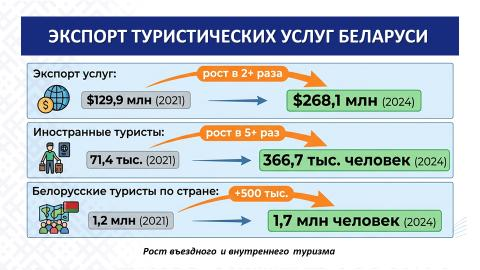 ЭКСПОРТ ТУРИСТИЧЕСКИХ УСЛУГ БЕЛАРУСИ
Экспорт услуг:
рост в 2+ раза
$129,9 млн (2021)
$268,1 млн (2024)
Иностранные туристы:
рост в 5+ раз
71,4 тыс. (2021)
366,7 тыс. человек (2024)
Белорусские туристы по стране:
+500 тыс.
1,2 млн (2021)
1,7 млн человек (2024)
Рост въездного и внутреннего туризма